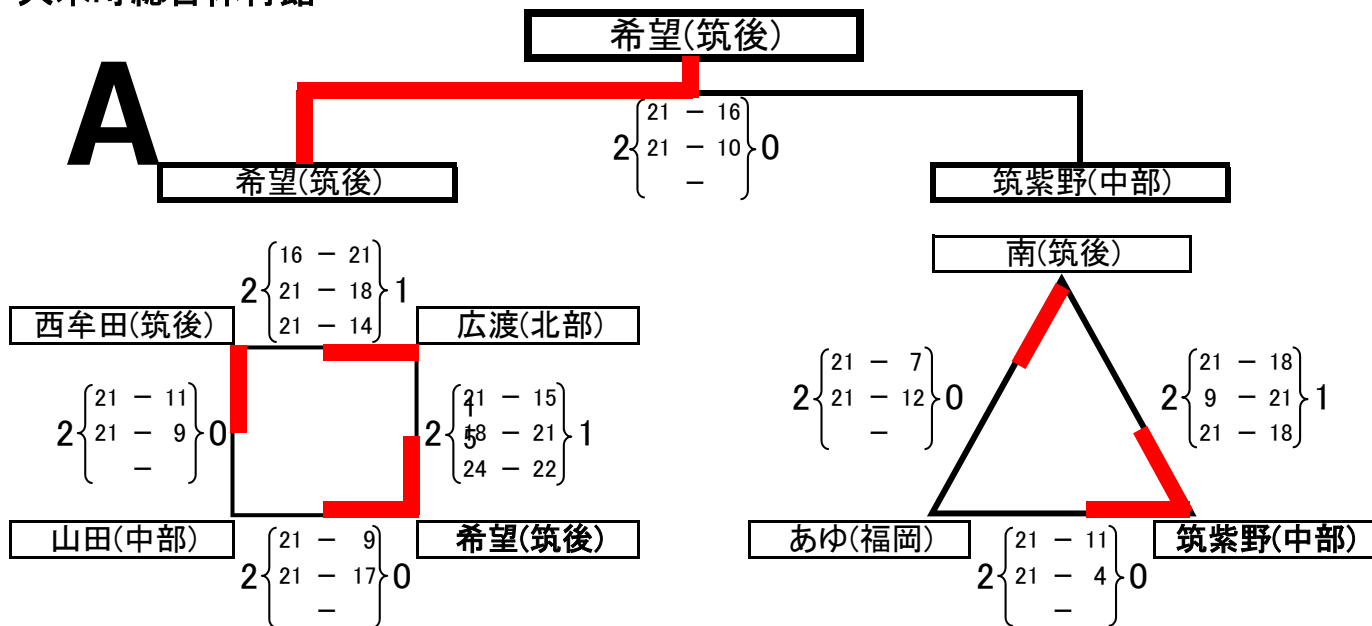 希望(筑後)
A
21 － 16
2 21 － 10 0
－
希望(筑後)
筑紫野(中部)
16 － 21
2 21 － 18 1
21 － 14
西牟田(筑後)
広渡(北部)
21 － 11
2 21 － 9 0
－
21 － 15
2 18 － 21 1
24 － 22
山田(中部)
希望(筑後)
21 － 9
2 21 － 17 0
－
南(筑後)
21 － 7
2 21 － 12 0
－
21 － 18
2 9 － 21 1
21 － 18
あゆ(福岡)
筑紫野(中部)
21 － 11
2 21 － 4 0
－